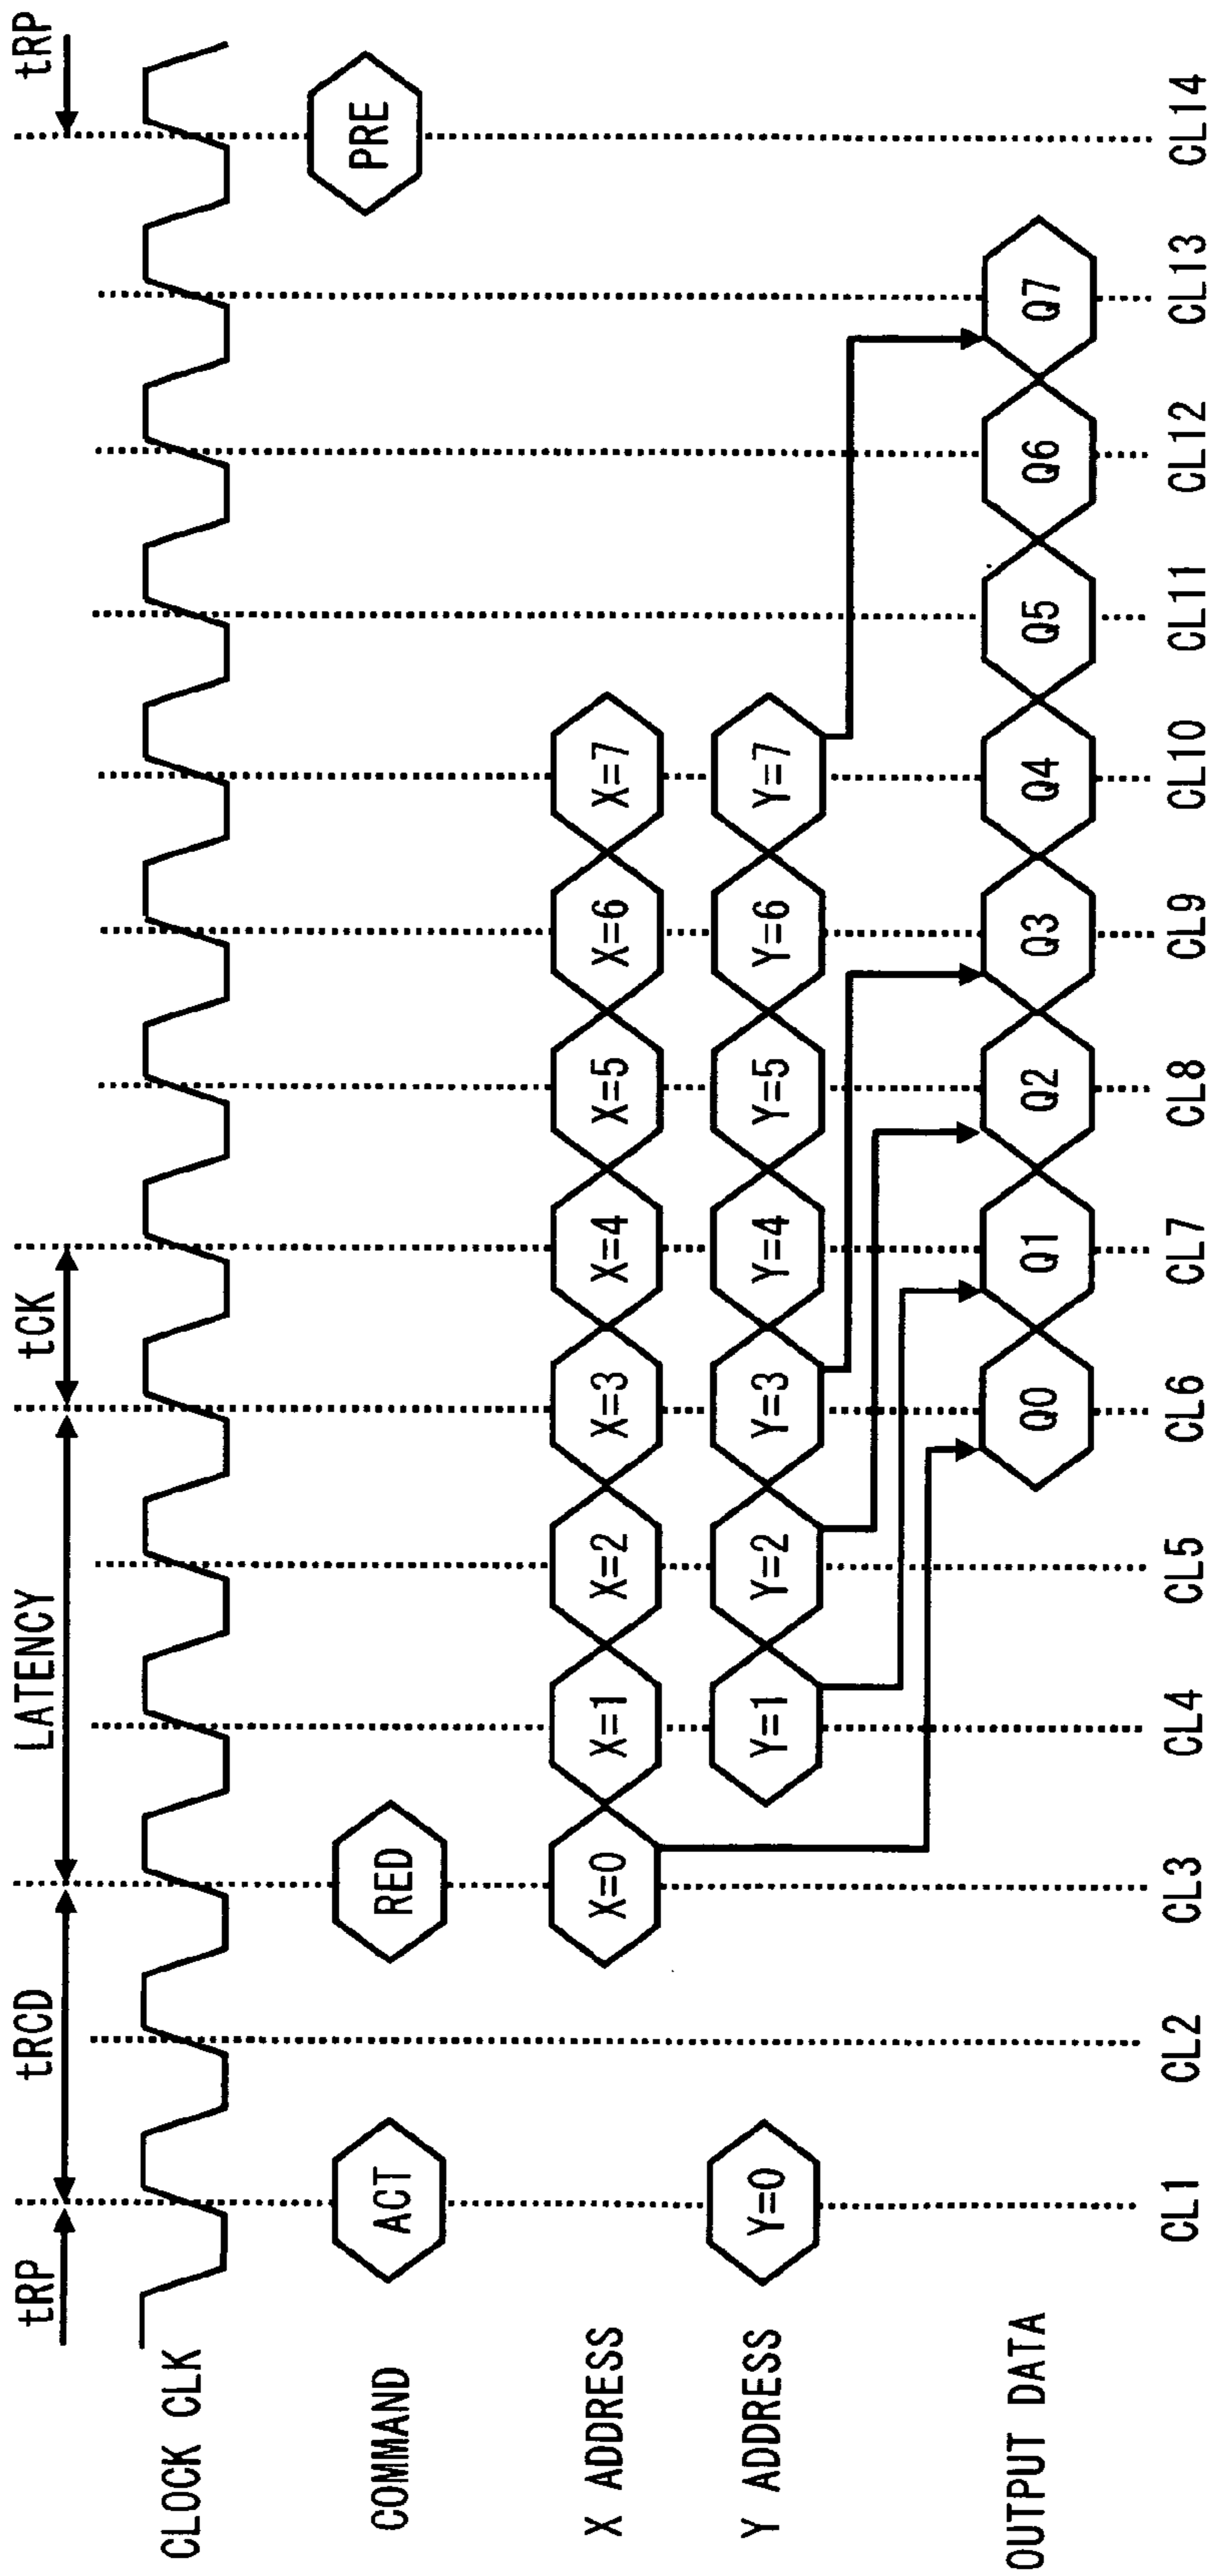 tRP tRCD LATENCY tCK tRP
CLOCK CLK
COMMAND ACT RED PRE
X ADDRESS X=0 X=1 X=2 X=3 X=4 X=5 X=6 X=7
Y ADDRESS Y=0 Y=1 Y=2 Y=3 Y=4 Y=5 Y=6 Y=7
OUTPUT DATA Q0 Q1 Q2 Q3 Q4 Q5 Q6 Q7
CL1 CL2 CL3 CL4 CL5 CL6 CL7 CL8 CL9 CL10 CL11 CL12 CL13 CL14